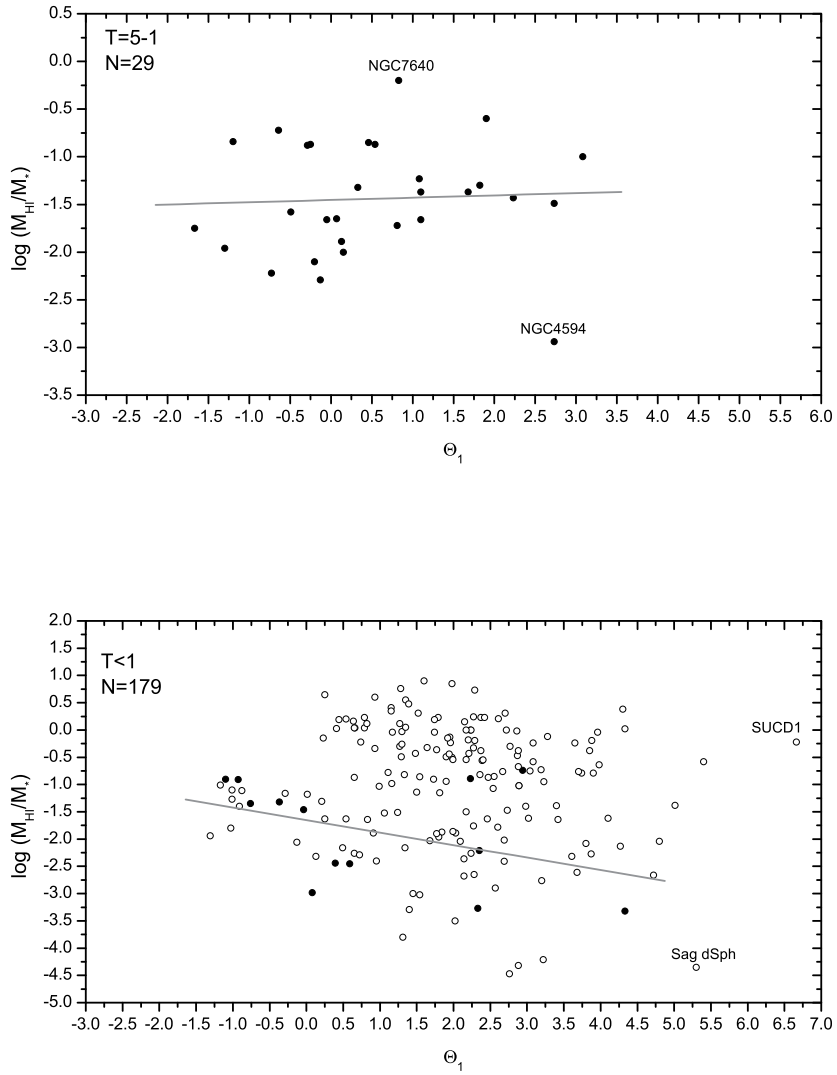 0.5
T=5-1
0.0
N=29
NGC7640
-0.5
-1.0
log (M_HI/M_*)
-1.5
-2.0
-2.5
NGC4594
-3.0
-3.5
-3.0 -2.5 -2.0 -1.5 -1.0 -0.5 0.0 0.5 1.0 1.5 2.0 2.5 3.0 3.5 4.0 4.5 5.0 5.5 6.0
Θ_1
2.0
1.5
T<1
1.0
N=179
0.5
0.0
SUCD1
-0.5
-1.0
-1.5
log (M_HI/M_*)
-2.0
-2.5
-3.0
-3.5
-4.0
Sag dSph
-4.5
-5.0
-3.0 -2.5 -2.0 -1.5 -1.0 -0.5 0.0 0.5 1.0 1.5 2.0 2.5 3.0 3.5 4.0 4.5 5.0 5.5 6.0 6.5 7.0
Θ_1